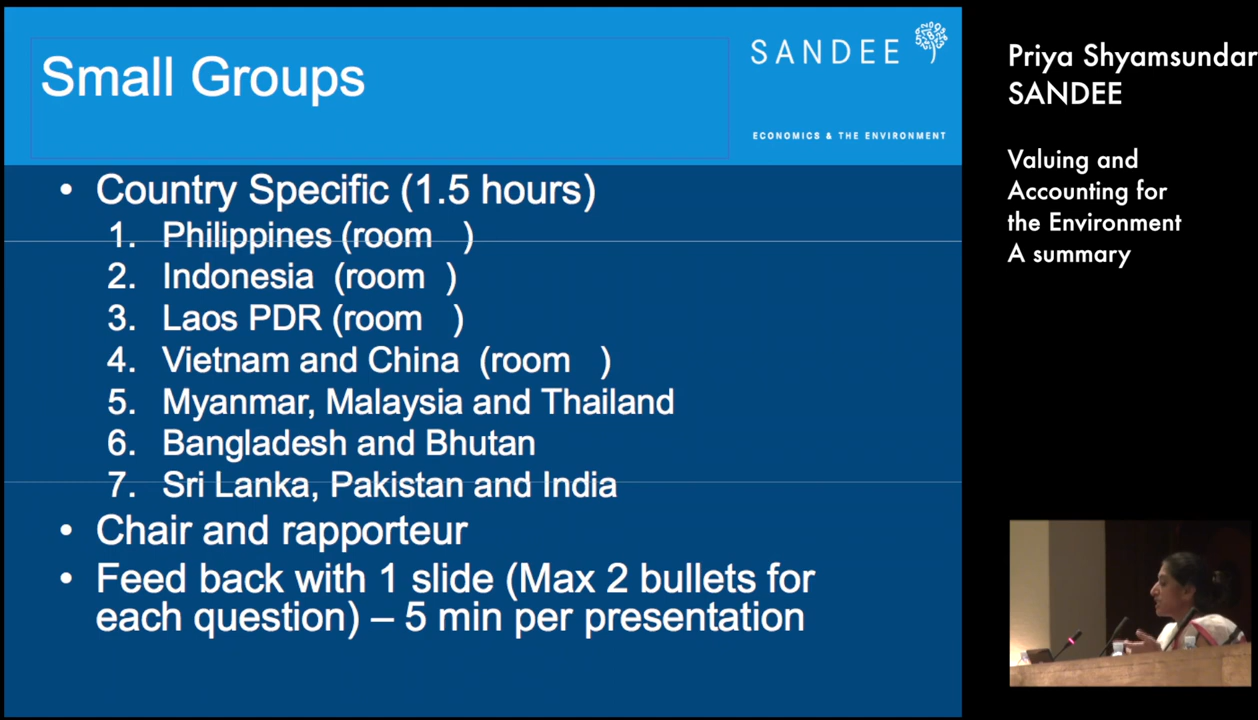 Small Groups
SANDEE
ECONOMICS & THE ENVIRONMENT
• Country Specific (1.5 hours)
1. Philippines (room )
2. Indonesia (room )
3. Laos PDR (room )
4. Vietnam and China (room )
5. Myanmar, Malaysia and Thailand
6. Bangladesh and Bhutan
7. Sri Lanka, Pakistan and India
• Chair and rapporteur
• Feed back with 1 slide (Max 2 bullets for
each question) – 5 min per presentation
Priya Shyamsundar
SANDEE
Valuing and
Accounting for
the Environment
A summary